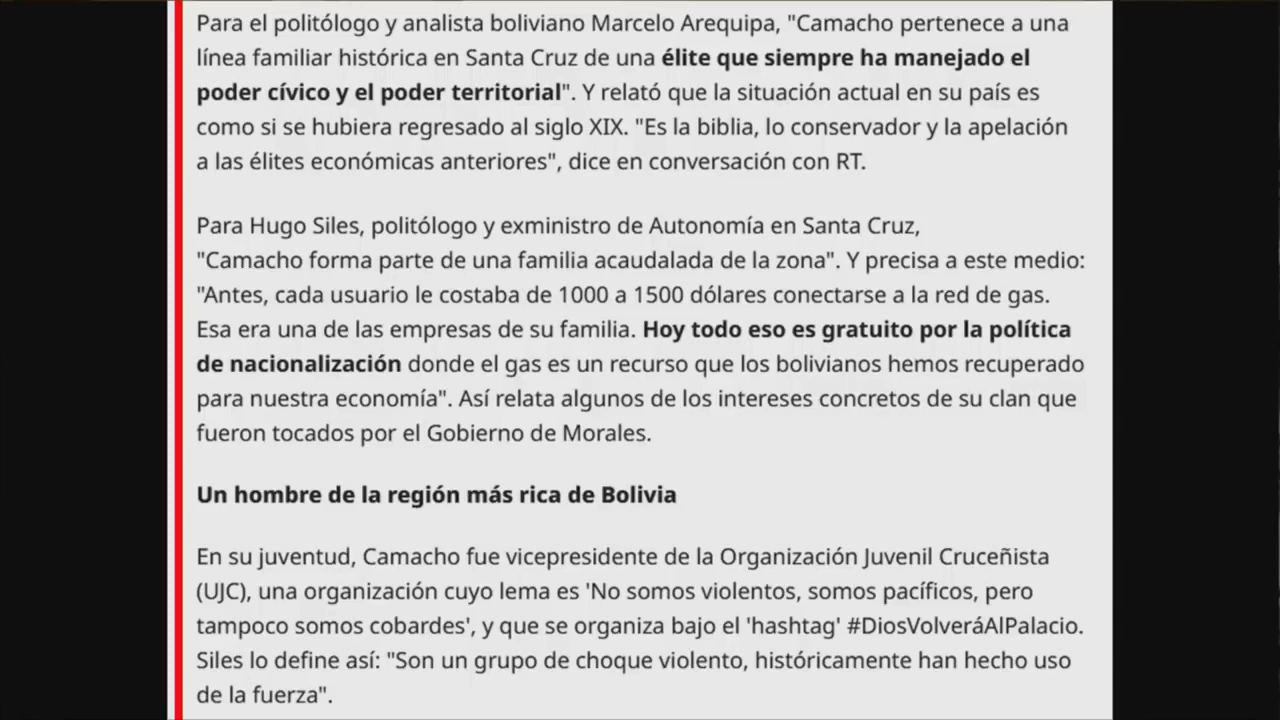 Para el politólogo y analista boliviano Marcelo Arequipa, "Camacho pertenece a una
línea familiar histórica en Santa Cruz de una élite que siempre ha manejado el
poder cívico y el poder territorial". Y relató que la situación actual en su país es
como si se hubiera regresado al siglo XIX. "Es la biblia, lo conservador y la apelación
a las élites económicas anteriores", dice en conversación con RT.
Para Hugo Siles, politólogo y exministro de Autonomía en Santa Cruz,
"Camacho forma parte de una familia acaudalada de la zona". Y precisa a este medio:
"Antes, cada usuario le costaba de 1000 a 1500 dólares conectarse a la red de gas.
Esa era una de las empresas de su familia. Hoy todo eso es gratuito por la política
de nacionalización donde el gas es un recurso que los bolivianos hemos recuperado
para nuestra economía". Así relata algunos de los intereses concretos de su clan que
fueron tocados por el Gobierno de Morales.
Un hombre de la región más rica de Bolivia
En su juventud, Camacho fue vicepresidente de la Organización Juvenil Cruceñista
(UJC), una organización cuyo lema es 'No somos violentos, somos pacíficos, pero
tampoco somos cobardes', y que se organiza bajo el 'hashtag' #DiosVolveráAlPalacio.
Siles lo define así: "Son un grupo de choque violento, históricamente han hecho uso
de la fuerza".